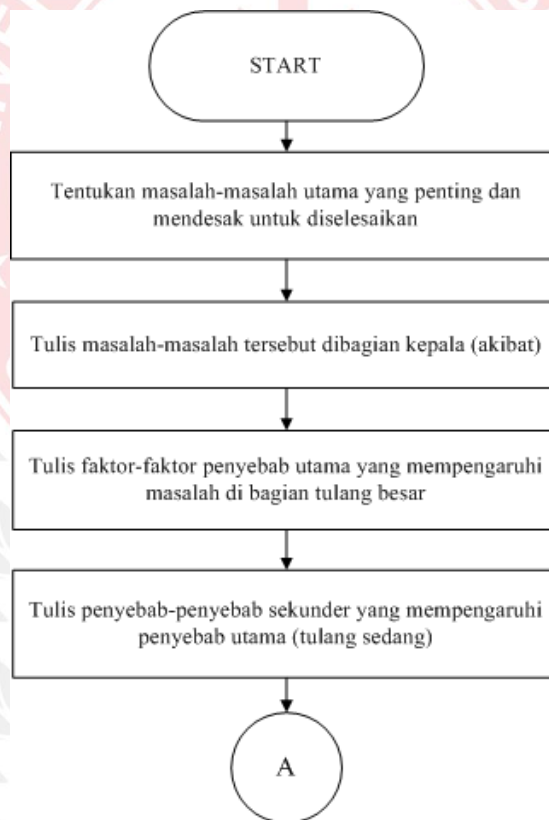 START
Tentukan masalah-masalah utama yang penting dan
mendesak untuk diselesaikan
Tulis masalah-masalah tersebut dibagian kepala (akibat)
Tulis faktor-faktor penyebab utama yang mempengaruhi
masalah di bagian tulang besar
Tulis penyebab-penyebab sekunder yang mempengaruhi
penyebab utama (tulang sedang)
A